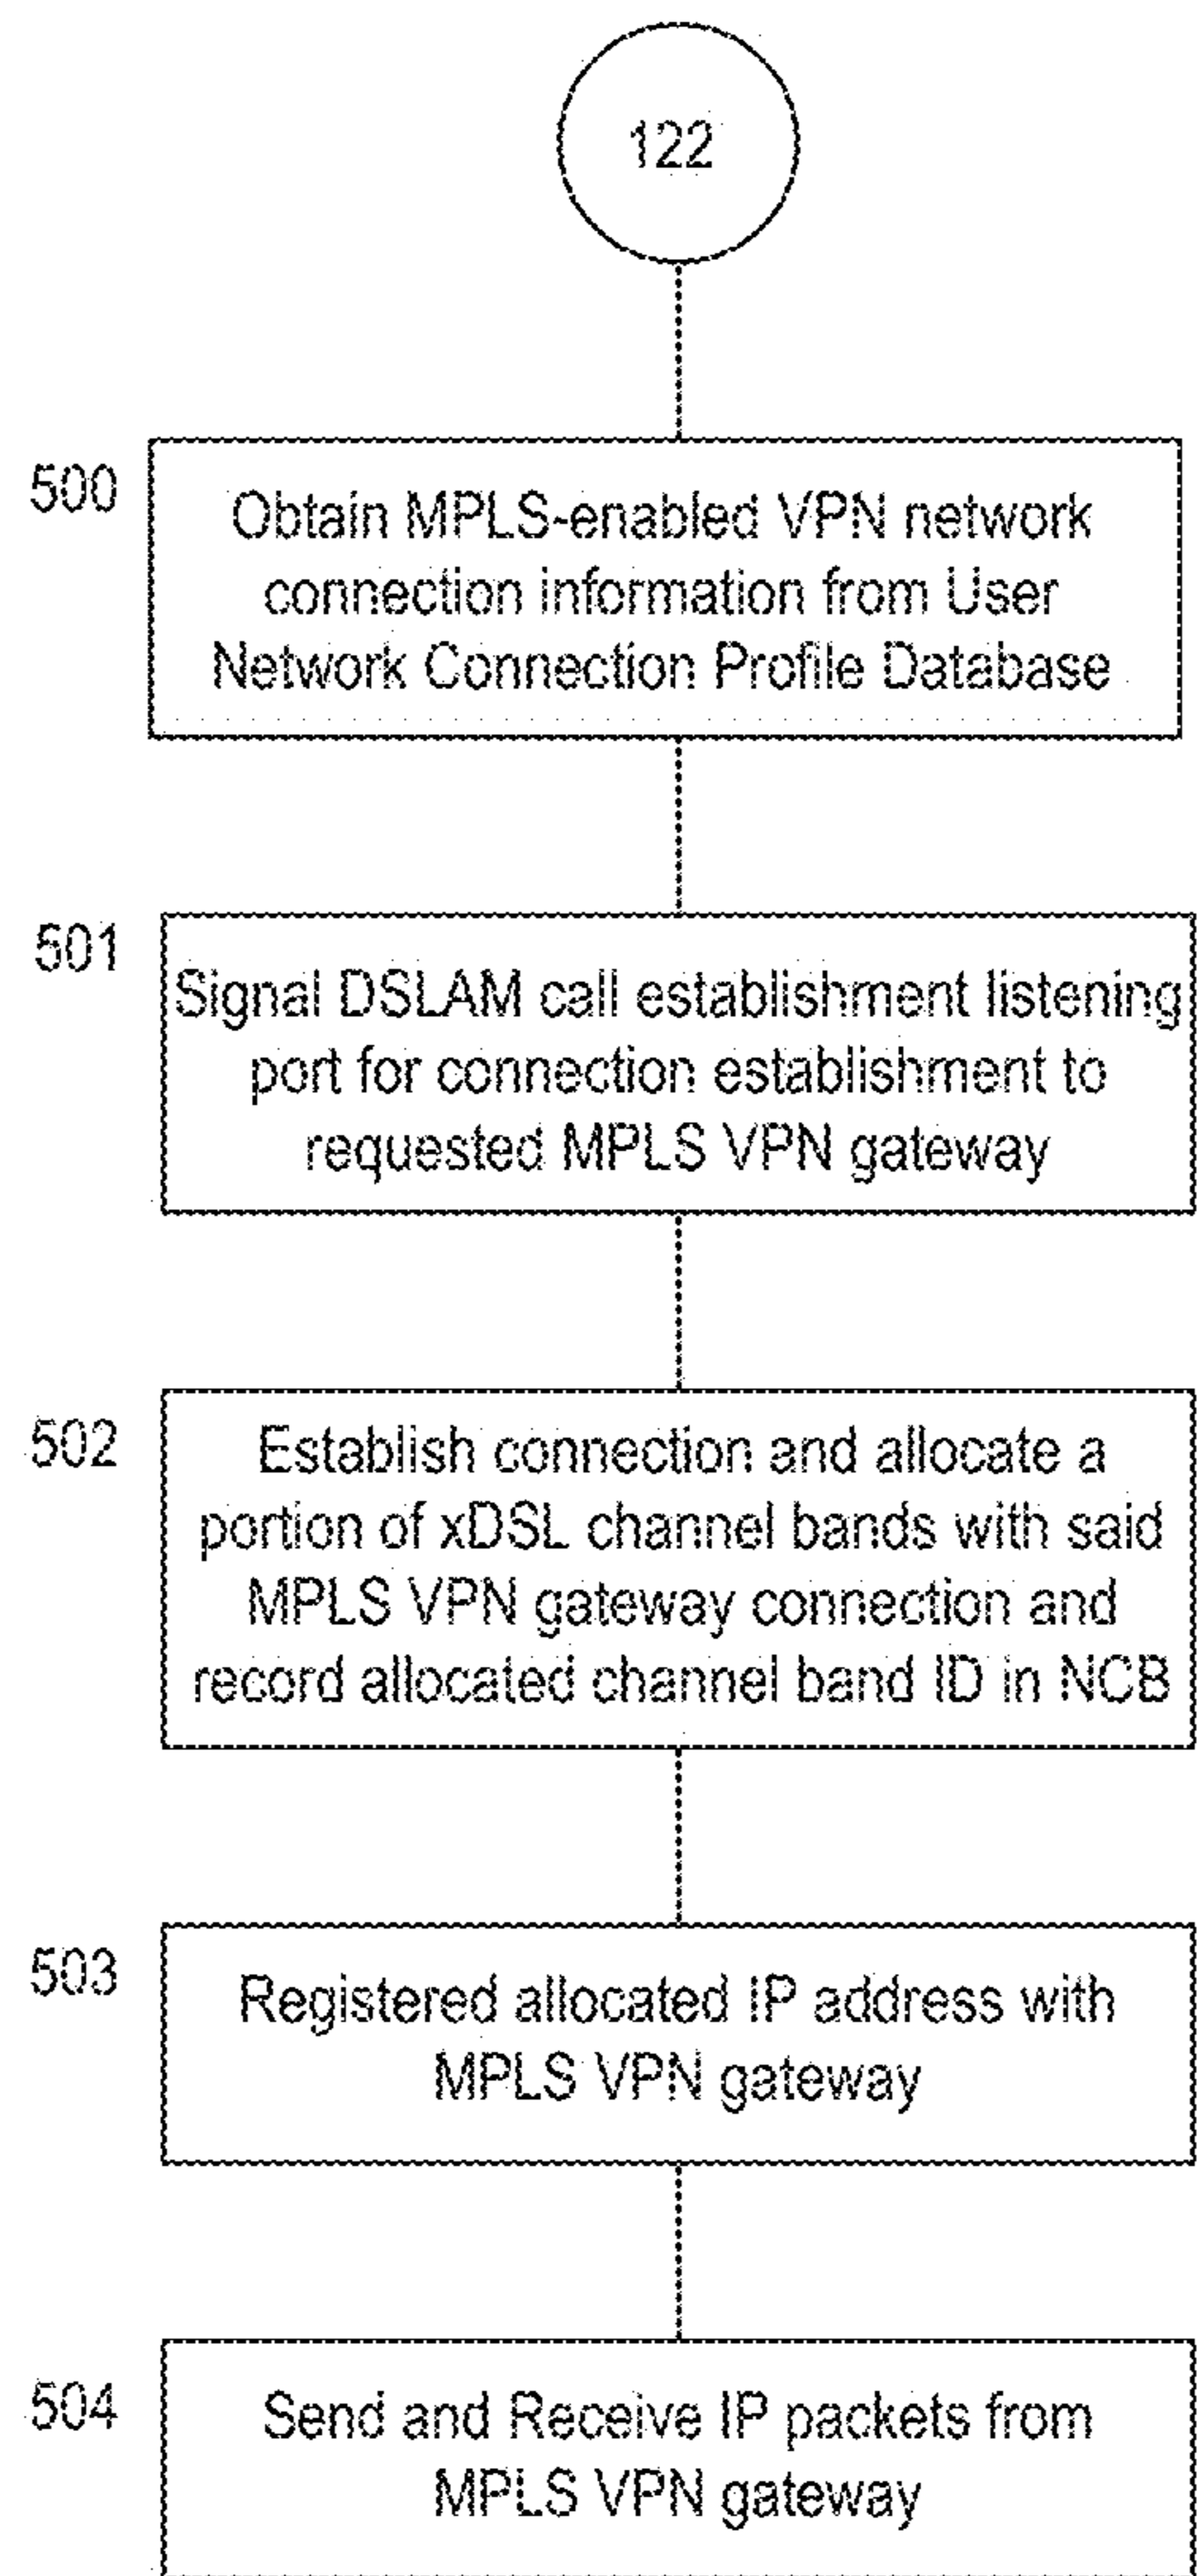 122
500
Obtain MPLS-enabled VPN network
connection information from User
Network Connection Profile Database
501
Signal DSLAM call establishment listening
port for connection establishment to
requested MPLS VPN gateway
502
Establish connection and allocate a
portion of xDSL channel bands with said
MPLS VPN gateway connection and
record allocated channel band ID in NCB
503
Registered allocated IP address with
MPLS VPN gateway
504
Send and Receive IP packets from
MPLS VPN gateway